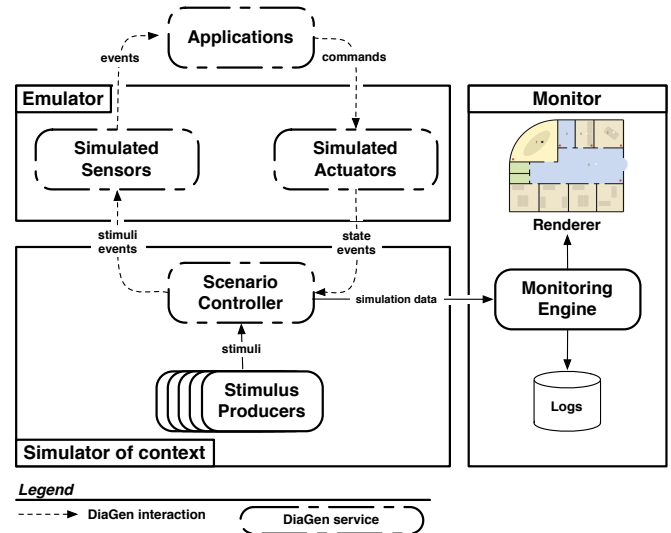 Applications
events
commands
Emulator
Monitor
Simulated
Sensors
Simulated
Actuators
Renderer
stimuli
events
state
events
Scenario
Controller
simulation data
Monitoring
Engine
stimuli
Stimulus
Producers
Logs
Simulator of context
Legend
DiaGen interaction
DiaGen service